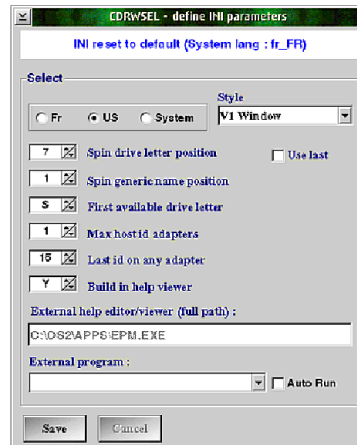 CDRWSEL - define INI parameters
INI reset to default (System lang : fr_FR)
Select
Style
Fr US System V1 Window
7 Spin drive letter position Use last
1 Spin generic name position
S First available drive letter
1 Max host id adapters
15 Last id on any adapter
Y Build in help viewer
External help editor/viewer (full path) :
C:\OS2\APPS\EPM.EXE
External program :
Auto Run
Save Cancel